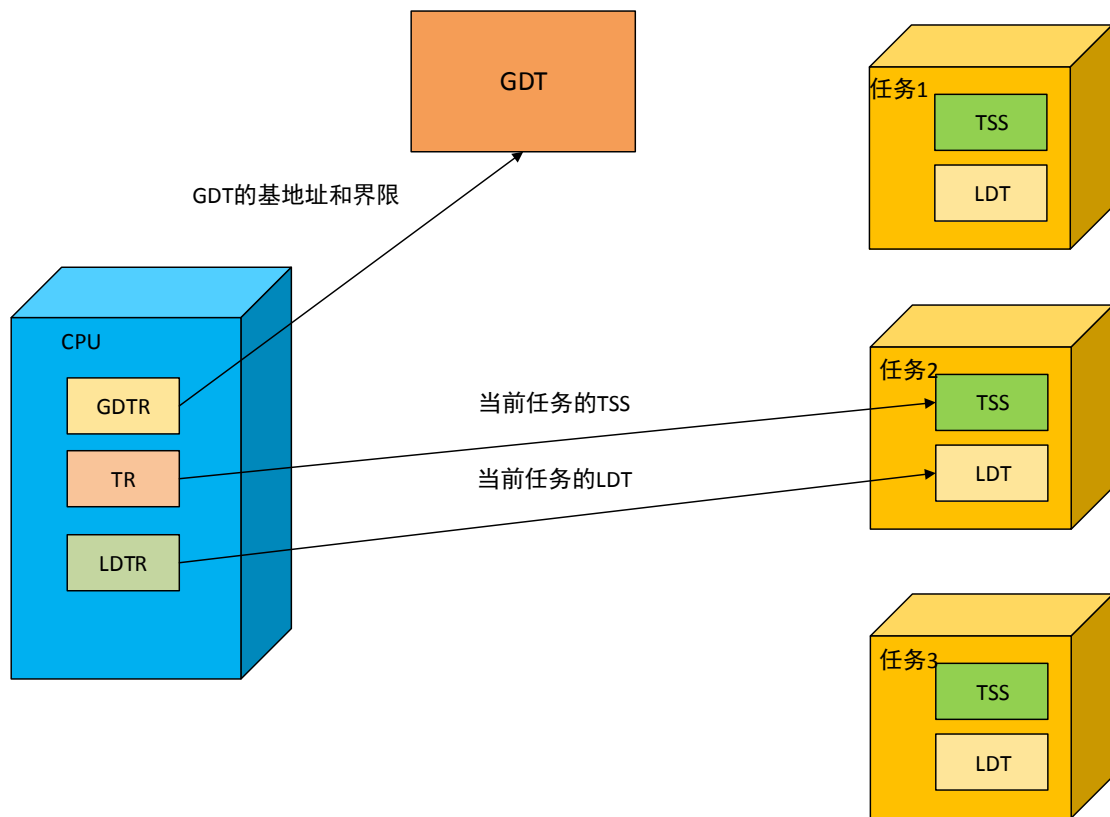 GDT
GDT的基地址和界限
CPU
GDTR
TR
LDTR
当前任务的TSS
当前任务的LDT
任务1
TSS
LDT
任务2
TSS
LDT
任务3
TSS
LDT